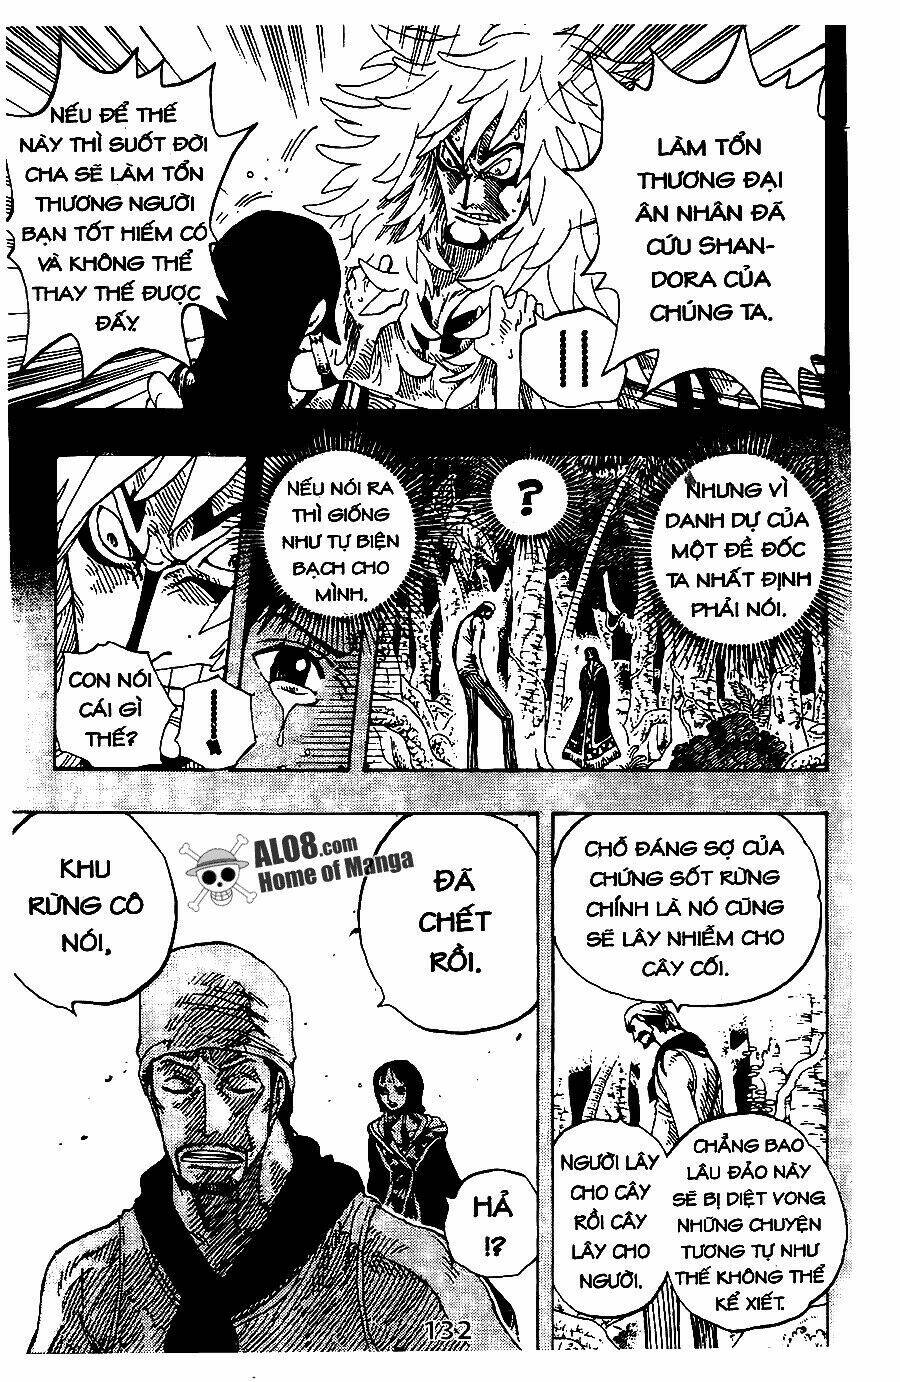 LÀM TỔN
THƯƠNG ĐẠI
ÂN NHÂN ĐÃ
CỨU SHAN-
DORA CỦA
CHÚNG TA.
NẾU ĐỂ THẾ
NÀY THÌ SUỐT ĐỜI
CHA SẼ LÀM TỔN
THƯƠNG NGƯỜI
BẠN TỐT HIẾM CÓ
VÀ KHÔNG THỂ
THAY THẾ ĐƯỢC
ĐẤY.
NHƯNG VÌ
DANH DỰ CỦA
MỘT ĐỀ ĐỐC
TA NHẤT ĐỊNH
PHẢI NÓI.
?
NẾU NÓI RA
THÌ GIỐNG
NHƯ TỰ BIỆN
BẠCH CHO
MÌNH.
CON NÓI
CÁI GÌ
THẾ?
CHỖ ĐÁNG SỢ CỦA
CHỨNG SỐT RỪNG
CHÍNH LÀ NÓ CŨNG
SẼ LÂY NHIỄM CHO
CÂY CỐI.
CHẲNG BAO
LÂU ĐẢO NÀY
SẼ BỊ DIỆT VONG
NHỮNG CHUYỆN
TƯƠNG TỰ NHƯ
THẾ KHÔNG THỂ
KỂ XIẾT.
NGƯỜI LÂY
CHO CÂY
RỒI CÂY
LÂY CHO
NGƯỜI.
KHU
RỪNG CÔ
NÓI,
ĐÃ
CHẾT
RỒI.
HẢ
!?
AL08.com
Home of Manga
132